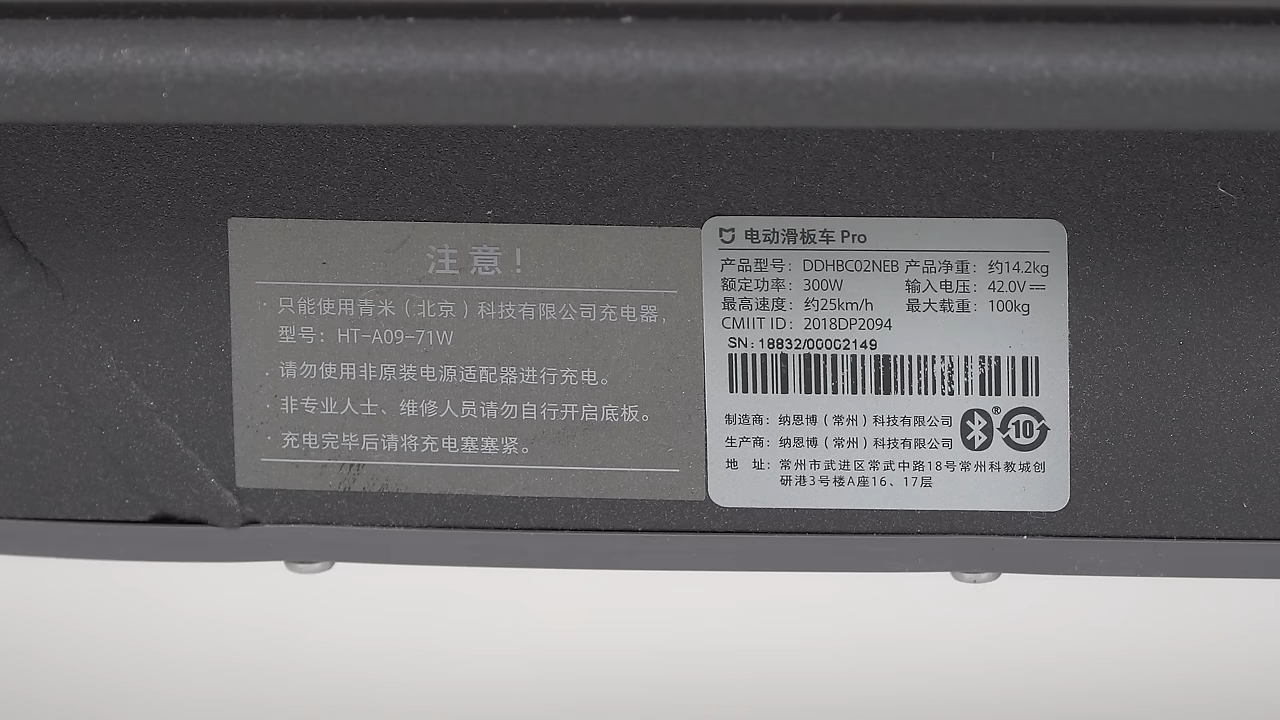 注意！
· 只能使用青米（北京）科技有限公司充电器，
型号：HT-A09-71W
· 请勿使用非原装电源适配器进行充电。
· 非专业人士、维修人员请勿自行开启底板。
· 充电完毕后请将充电塞塞紧。
电动滑板车 Pro
产品型号：DDHBC02NEB 产品净重：约14.2kg
额定功率：300W 输入电压：42.0V⎓
最高速度：约25km/h 最大载重：100kg
CMIIT ID：2018DP2094
SN: 18832/00002149
制造商：纳恩博（常州）科技有限公司
生产商：纳恩博（常州）科技有限公司
® 10
地 址：常州市武进区常武中路18号常州科教城创
研港3号楼A座16、17层